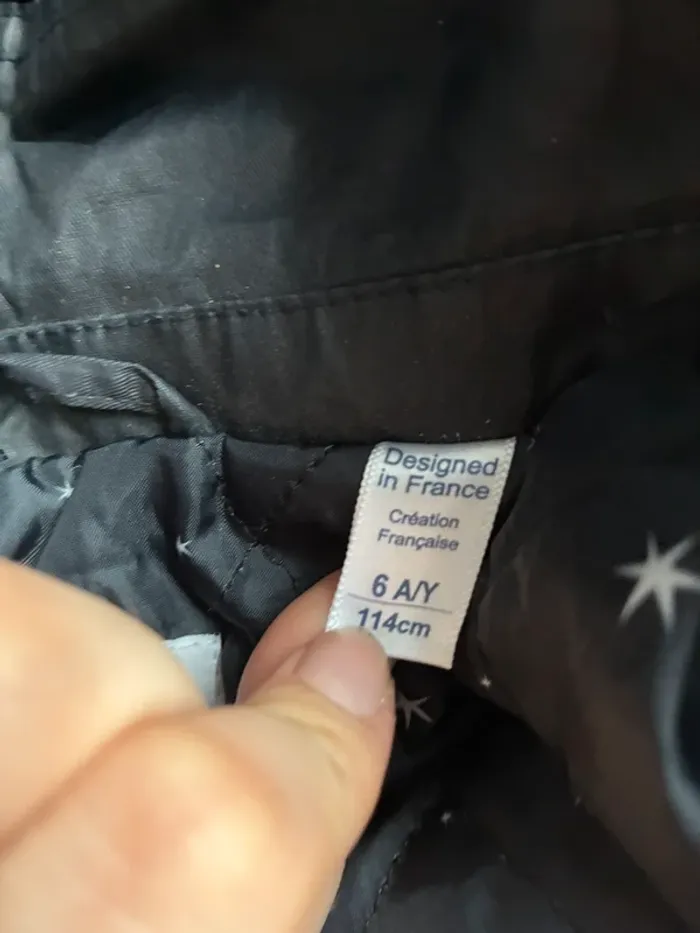 Designed
in France
Création
Française
6 A/Y
114cm